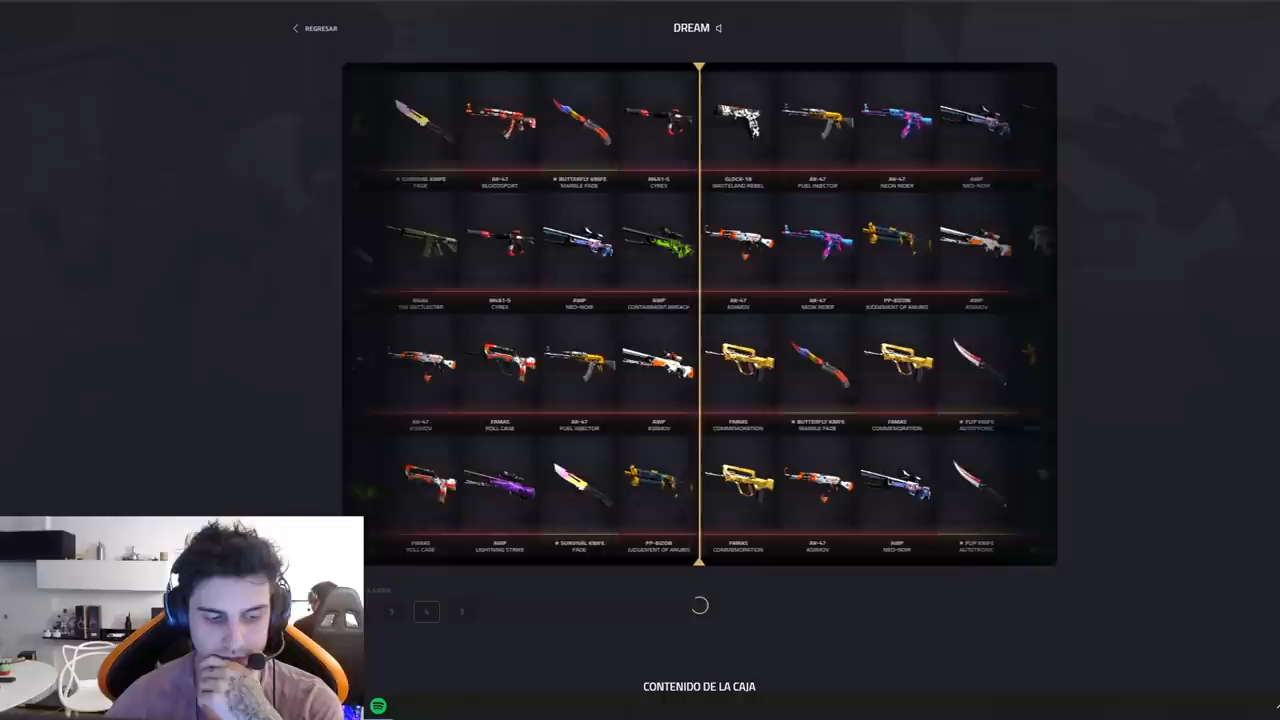 REGRESAR
DREAM
★ SURVIVAL KNIFE
FADE
AK-47
BLOODSPORT
★ BUTTERFLY KNIFE
MARBLE FADE
M4A1-S
CYREX
GLOCK-18
WASTELAND REBEL
AK-47
FUEL INJECTOR
AK-47
NEON RIDER
AWP
NEO-NOIR
M4A4
THE BATTLESTAR
M4A1-S
CYREX
AWP
NEO-NOIR
AWP
CONTAINMENT BREACH
AK-47
ASIIMOV
AK-47
NEON RIDER
PP-BIZON
JUDGEMENT OF ANUBIS
AWP
ASIIMOV
AK-47
ASIIMOV
FAMAS
ROLL CAGE
AK-47
FUEL INJECTOR
AWP
ASIIMOV
FAMAS
COMMEMORATION
★ BUTTERFLY KNIFE
MARBLE FADE
FAMAS
COMMEMORATION
★ FLIP KNIFE
AUTOTRONIC
FAMAS
ROLL CAGE
AWP
LIGHTNING STRIKE
★ SURVIVAL KNIFE
FADE
PP-BIZON
JUDGEMENT OF ANUBIS
FAMAS
COMMEMORATION
AK-47
ASIIMOV
AWP
NEO-NOIR
★ FLIP KNIFE
AUTOTRONIC
3 4 5
CONTENIDO DE LA CAJA